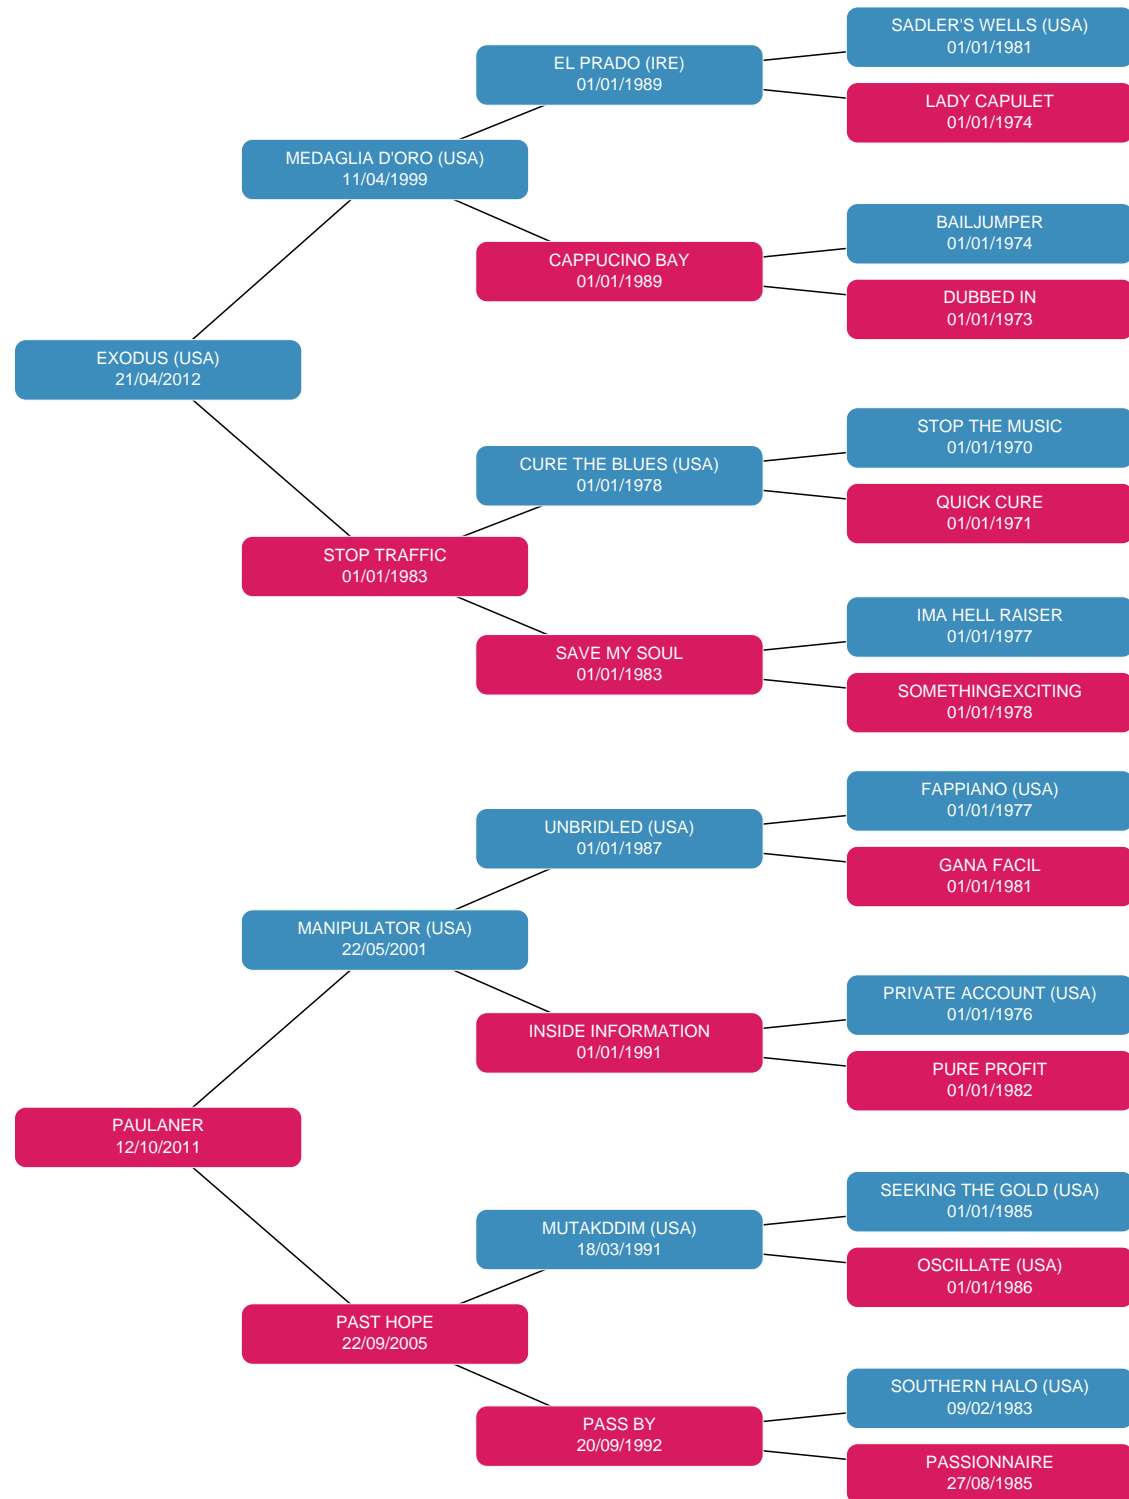 SADLER'S WELLS (USA)
01/01/1981
EL PRADO (IRE)
01/01/1989
LADY CAPULET
01/01/1974
MEDAGLIA D'ORO (USA)
11/04/1999
BAILJUMPER
01/01/1974
CAPPUCINO BAY
01/01/1989
DUBBED IN
01/01/1973
EXODUS (USA)
21/04/2012
STOP THE MUSIC
01/01/1970
CURE THE BLUES (USA)
01/01/1978
QUICK CURE
01/01/1971
STOP TRAFFIC
01/01/1983
IMA HELL RAISER
01/01/1977
SAVE MY SOUL
01/01/1983
SOMETHINGEXCITING
01/01/1978
FAPPIANO (USA)
01/01/1977
UNBRIDLED (USA)
01/01/1987
GANA FACIL
01/01/1981
MANIPULATOR (USA)
22/05/2001
PRIVATE ACCOUNT (USA)
01/01/1976
INSIDE INFORMATION
01/01/1991
PURE PROFIT
01/01/1982
PAULANER
12/10/2011
SEEKING THE GOLD (USA)
01/01/1985
MUTAKDDIM (USA)
18/03/1991
OSCILLATE (USA)
01/01/1986
PAST HOPE
22/09/2005
SOUTHERN HALO (USA)
09/02/1983
PASS BY
20/09/1992
PASSIONNAIRE
27/08/1985